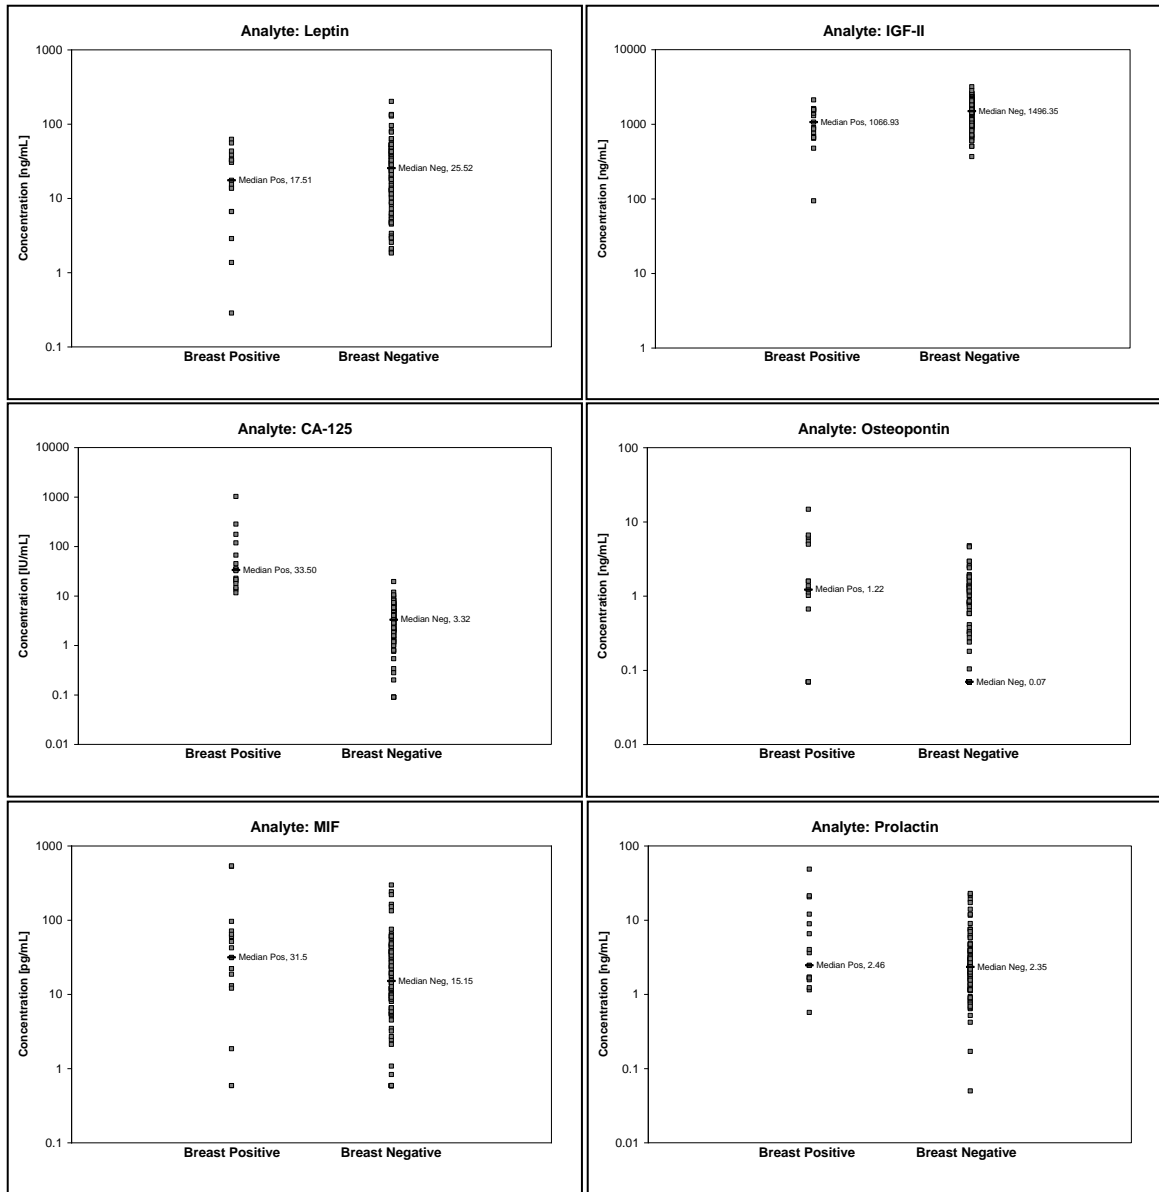 Analyte: Leptin
1000
100
10
1
0.1
Concentration [ng/mL]
Median Pos, 17.51
Median Neg, 25.52
Breast Positive
Breast Negative
Analyte: IGF-II
10000
1000
100
10
1
Concentration [ng/mL]
Median Pos, 1066.93
Median Neg, 1496.35
Breast Positive
Breast Negative
Analyte: CA-125
10000
1000
100
10
1
0.1
0.01
Concentration [IU/mL]
Median Pos, 33.50
Median Neg, 3.32
Breast Positive
Breast Negative
Analyte: Osteopontin
100
10
1
0.1
0.01
Concentration [ng/mL]
Median Pos, 1.22
Median Neg, 0.07
Breast Positive
Breast Negative
Analyte: MIF
1000
100
10
1
0.1
Concentration [pg/mL]
Median Pos, 31.5
Median Neg, 15.15
Breast Positive
Breast Negative
Analyte: Prolactin
100
10
1
0.1
0.01
Concentration [ng/mL]
Median Pos, 2.46
Median Neg, 2.35
Breast Positive
Breast Negative